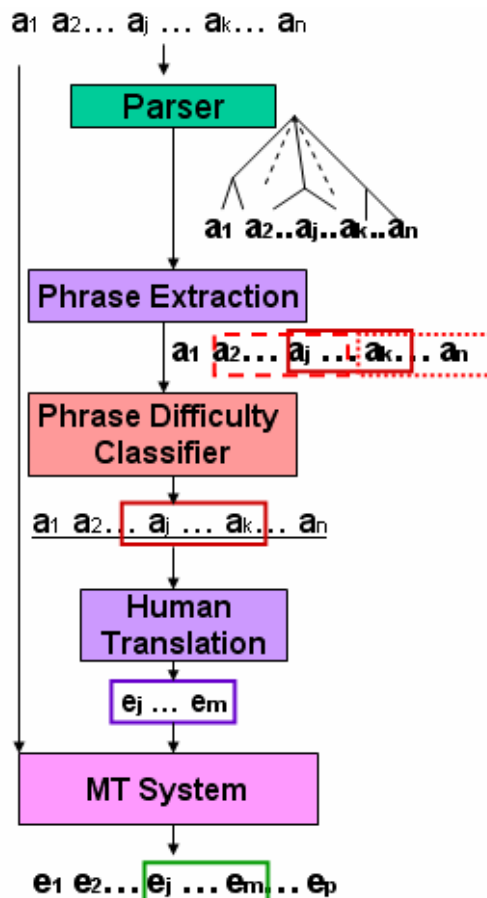 a1 a2... aj ... ak... an
Parser
a1 a2..aj..ak..an
Phrase Extraction
a1 a2... aj ... ak... an
Phrase Difficulty
Classifier
a1 a2... aj ... ak... an
Human
Translation
ej ... em
MT System
e1 e2...ej ... em... ep